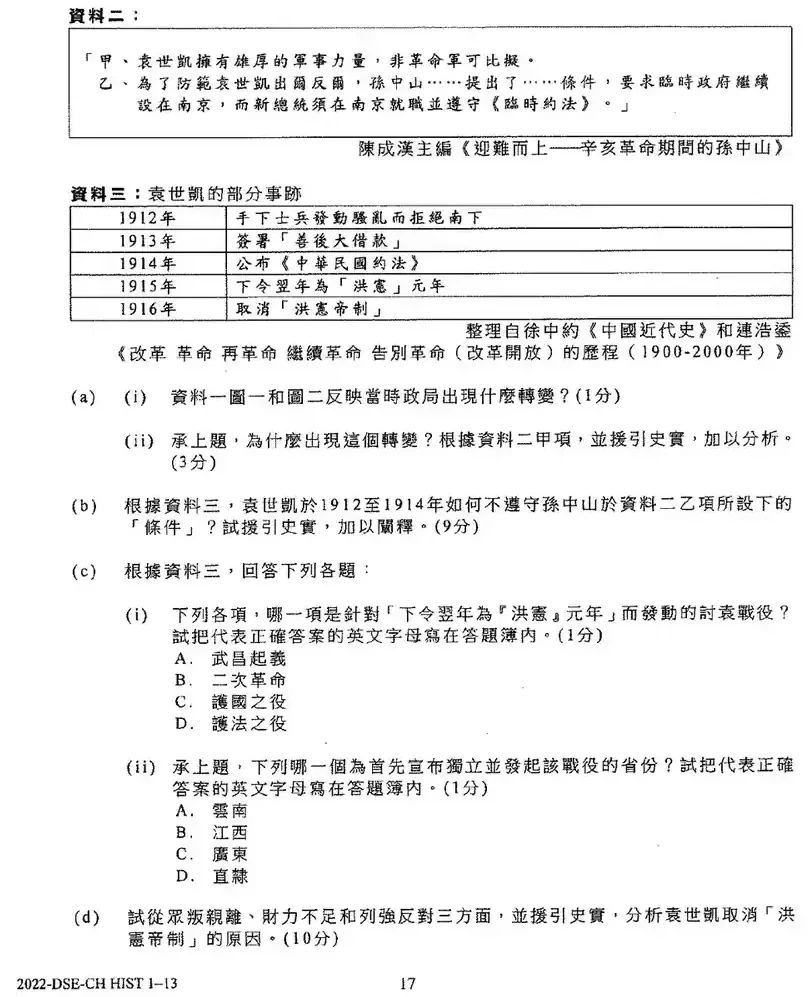 資料二：
「甲、袁世凱擁有雄厚的軍事力量，非革命軍可比擬。
乙、為了防範袁世凱出爾反爾，孫中山……提出了……條件，要求臨時政府繼續
設在南京，而新總統須在南京就職並遵守《臨時約法》。」
陳成漢主編《迎難而上——辛亥革命期間的孫中山》
資料三：袁世凱的部分事跡
1912年 手下士兵發動騷亂而拒絕南下
1913年 簽署「善後大借款」
1914年 公布《中華民國約法》
1915年 下令翌年為「洪憲」元年
1916年 取消「洪憲帝制」
整理自徐中約《中國近代史》和連浩鋈
《改革 革命 再革命 繼續革命 告別革命（改革開放）的歷程（1900-2000年）》
(a) (i) 資料一圖一和圖二反映當時政局出現什麼轉變？(1分)
(ii) 承上題，為什麼出現這個轉變？根據資料二甲項，並援引史實，加以分析。
(3分)
(b) 根據資料三，袁世凱於1912至1914年如何不遵守孫中山於資料二乙項所設下的
「條件」？試援引史實，加以闡釋。(9分)
(c) 根據資料三，回答下列各題：
(i) 下列各項，哪一項是針對「下令翌年為『洪憲』元年」而發動的討袁戰役？
試把代表正確答案的英文字母寫在答題簿內。(1分)
A. 武昌起義
B. 二次革命
C. 護國之役
D. 護法之役
(ii) 承上題，下列哪一個為首先宣布獨立並發起該戰役的省份？試把代表正確
答案的英文字母寫在答題簿內。(1分)
A. 雲南
B. 江西
C. 廣東
D. 直隸
(d) 試從眾叛親離、財力不足和列強反對三方面，並援引史實，分析袁世凱取消「洪
憲帝制」的原因。(10分)
2022-DSE-CH HIST 1–13
17